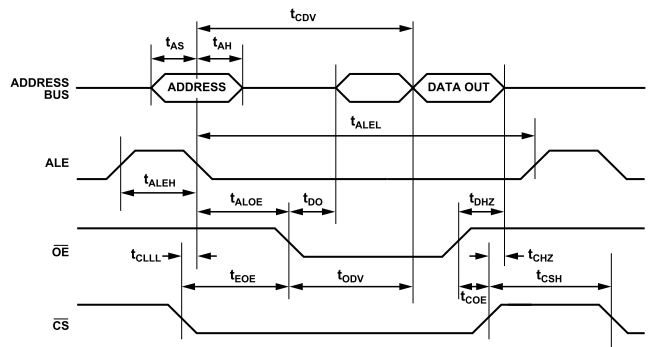 tCDV
tAS
tAH
ADDRESS
BUS
ADDRESS
DATA OUT
tALEL
ALE
tALEH
tALOE
tDO
tDHZ
OE
tCLLL
tCHZ
tEOE
tODV
tCOE
tCSH
CS